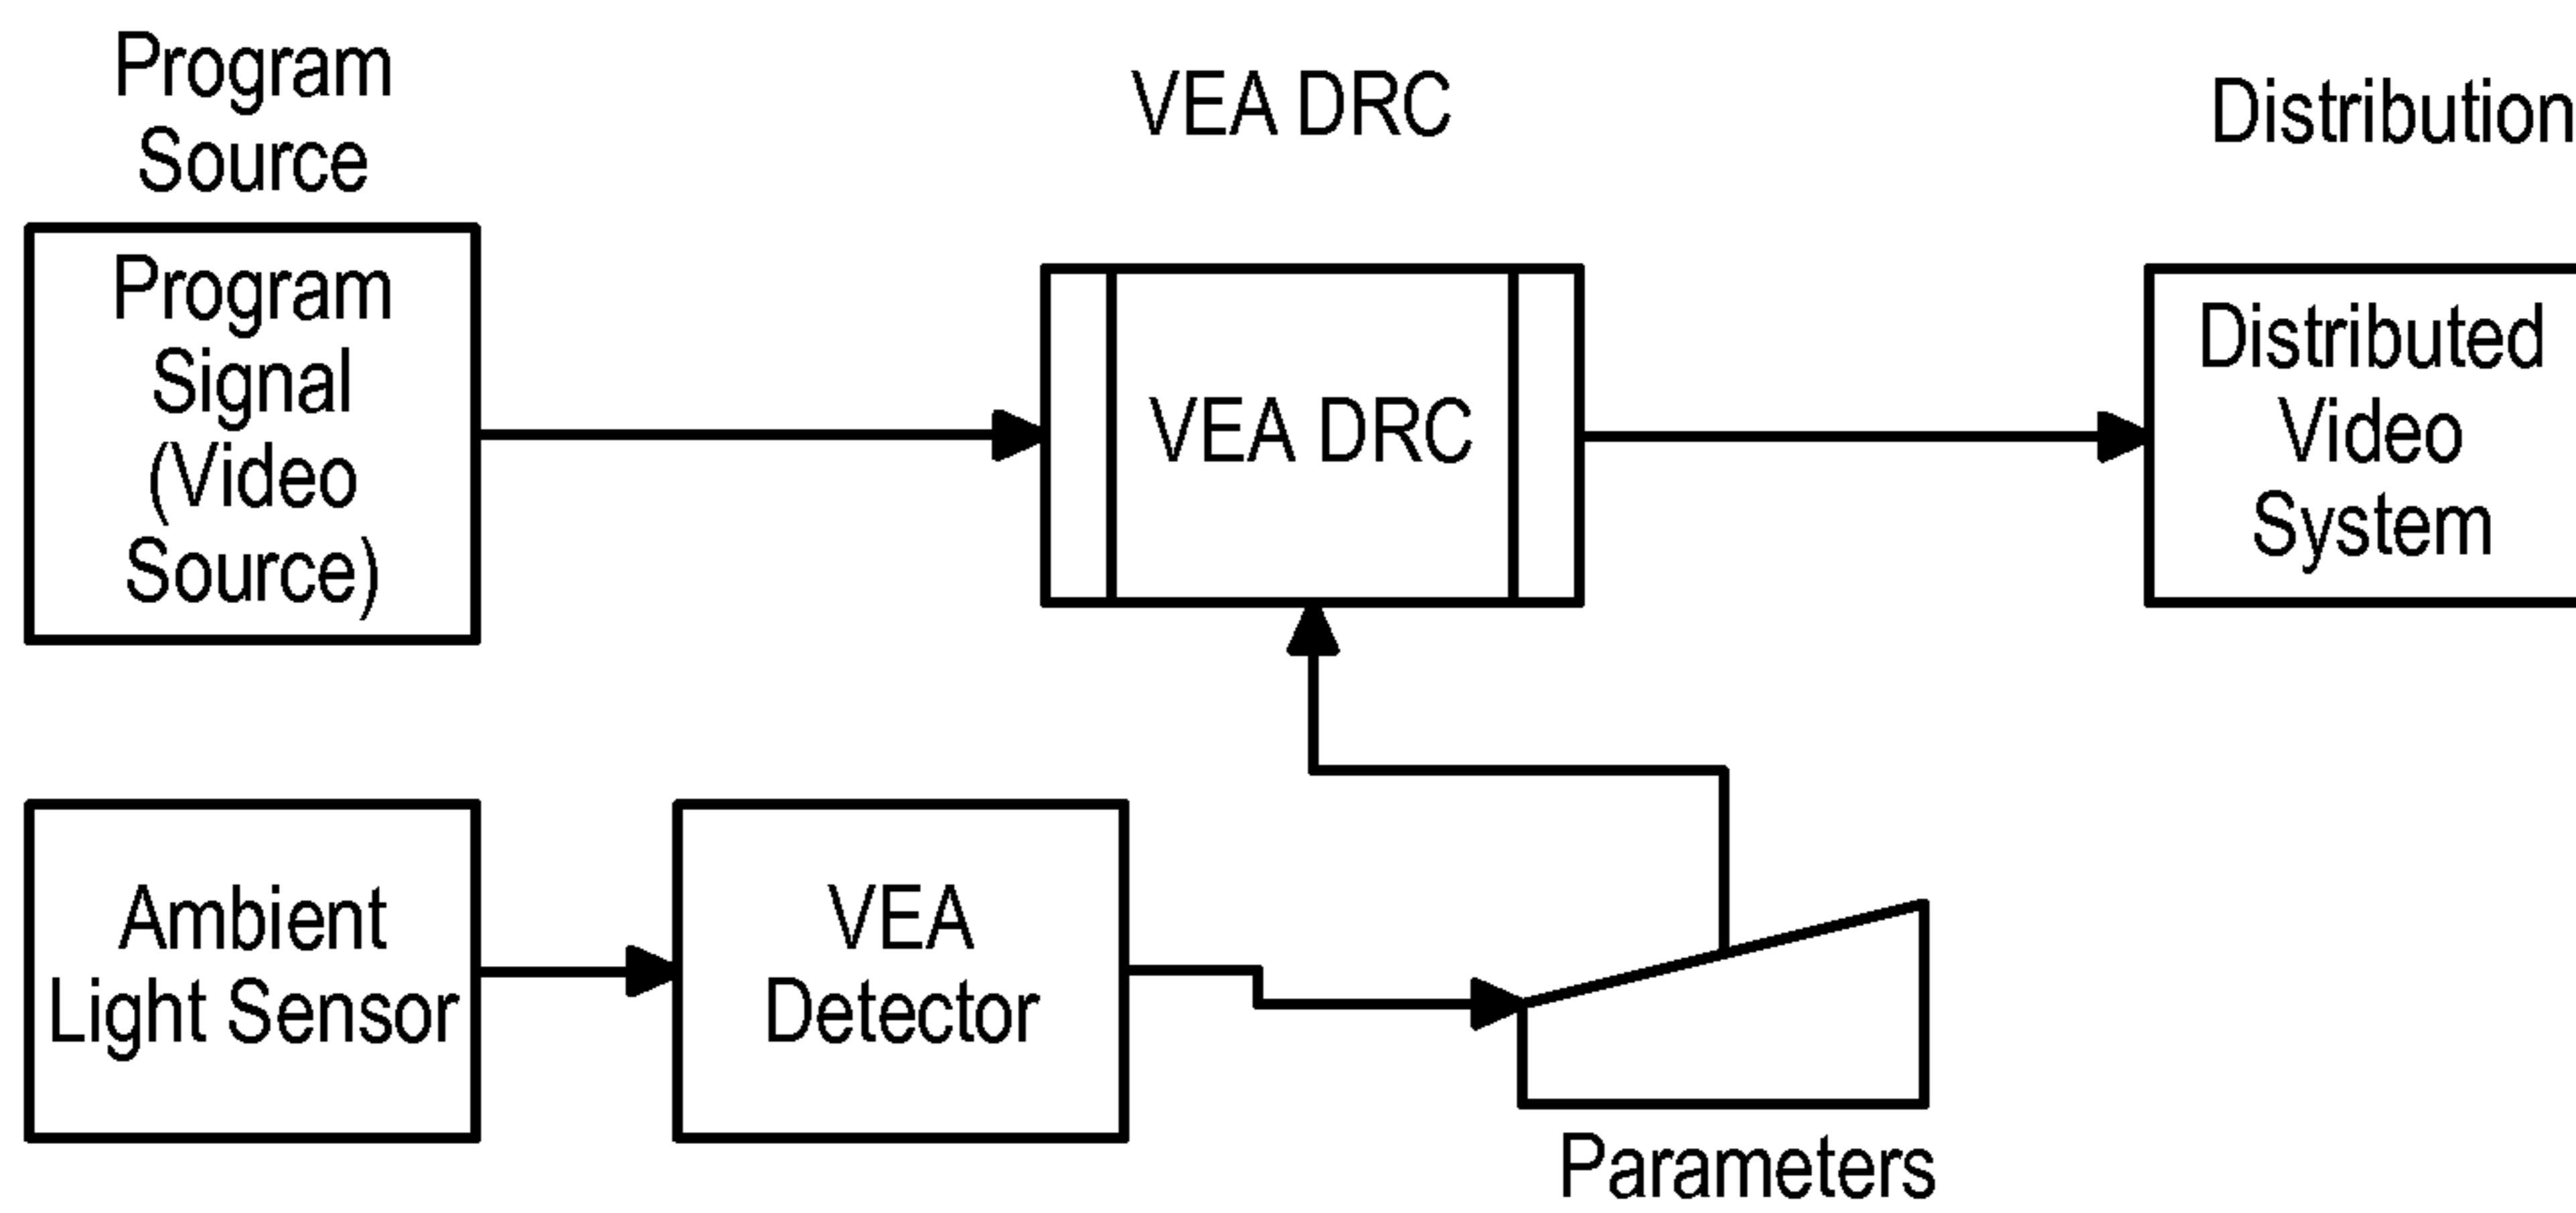 Program
Source
VEA DRC
Distribution
Program
Signal
(Video
Source)
VEA DRC
Distributed
Video
System
Ambient
Light Sensor
VEA
Detector
Parameters